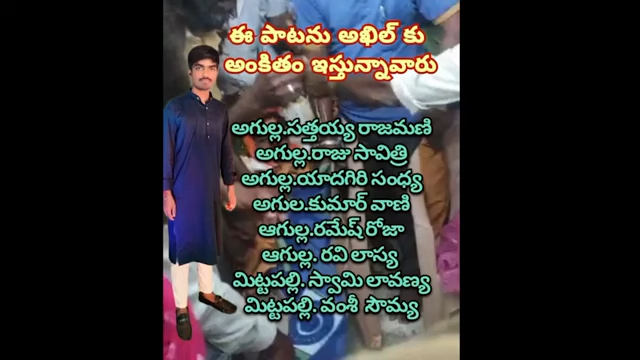 ఈ పాటను అఖిల్ కు
అంకితం ఇస్తున్నావారు
అగుల్ల.సత్తయ్య రాజమణి
అగుల్ల.రాజు సావిత్రి
అగుల్ల.యాదగిరి సంధ్య
అగుల.కుమార్ వాణి
ఆగుల్ల.రమేష్ రోజా
ఆగుల్ల. రవి లాస్య
మిట్టపల్లి. స్వామి లావణ్య
మిట్టపల్లి. వంశీ సౌమ్య